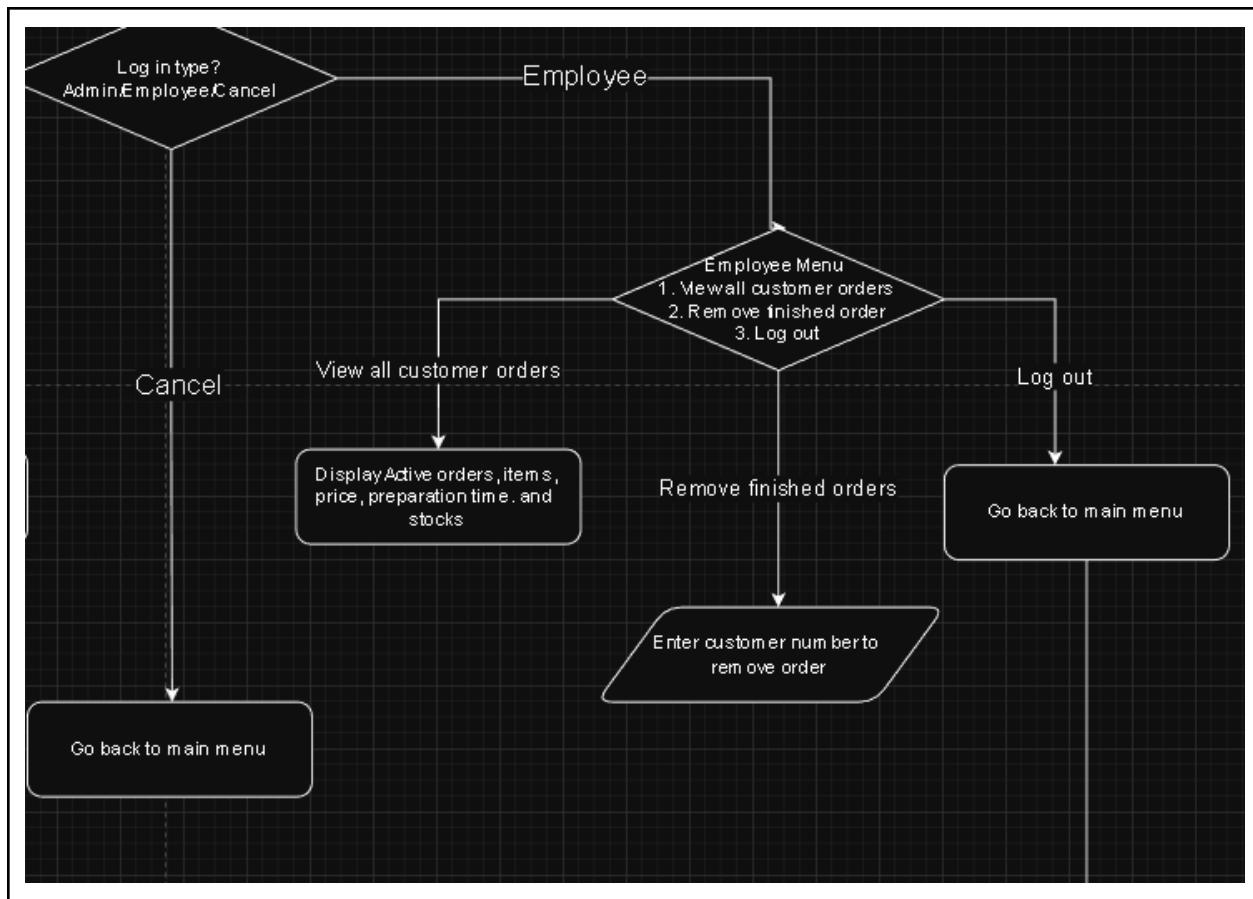 Log in type?
Admin/Employee/Cancel
Employee
Employee Menu
1. View all customer orders
2. Remove finished order
3. Log out
View all customer orders
Log out
Cancel
Display Active orders, items,
price, preparation time. and
stocks
Remove finished orders
Go back to main menu
Enter customer number to
remove order
Go back to main menu